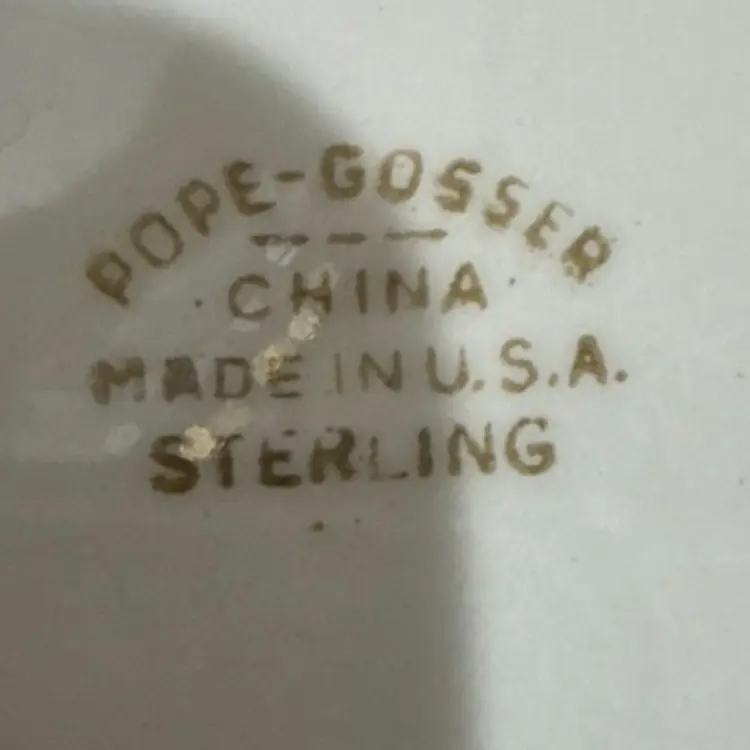 POPE-GOSSER
CHINA
MADE IN U.S.A.
STERLING